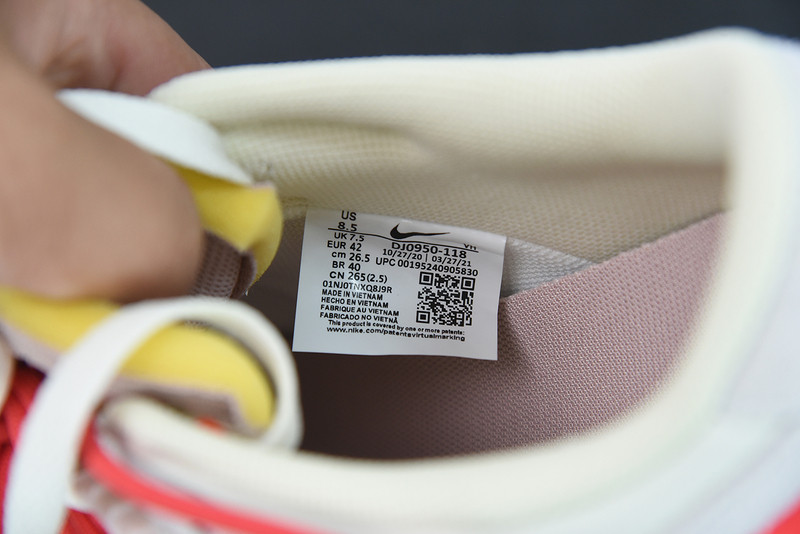 US
8.5
UK 7.5
EUR 42
cm 26.5
BR 40
CN 265(2.5)
VH
DJ0950-118
10/27/20 | 03/27/21
UPC 00195240905830
01NJ0TNXQ8J9R
MADE IN VIETNAM
HECHO EN VIETNAM
FABRIQUE AU VIETNAM
FABRICADO NO VIETNÃ
This product is covered by one or more patents:
www.nike.com/patentsvirtualmarking